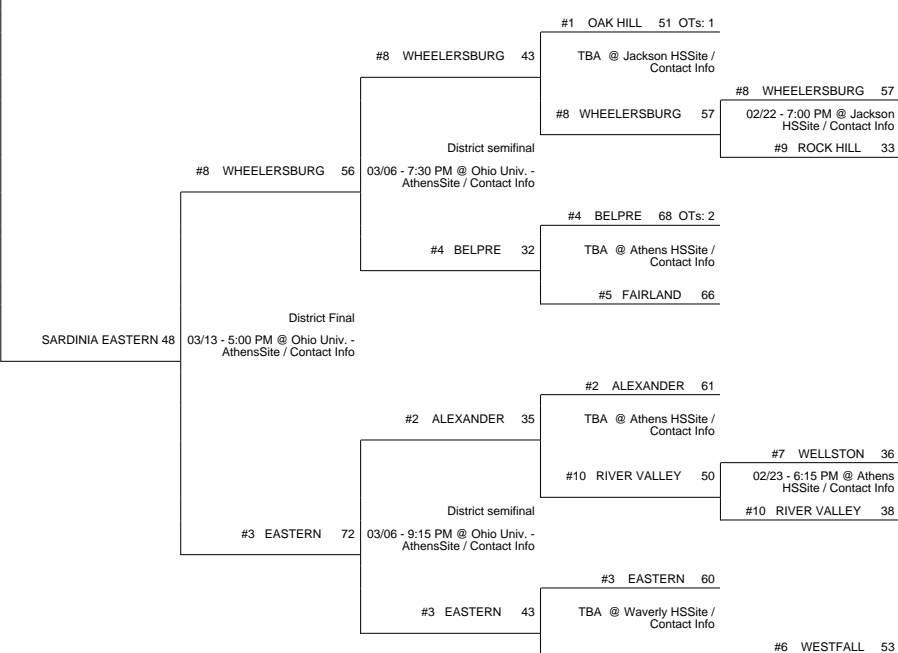 #1 OAK HILL 51 OTs: 1
#8 WHEELERSBURG 43
TBA @ Jackson HSSite /
Contact Info
#8 WHEELERSBURG 57
#8 WHEELERSBURG 57
02/22 - 7:00 PM @ Jackson
HSSite / Contact Info
#9 ROCK HILL 33
District semifinal
#8 WHEELERSBURG 56
03/06 - 7:30 PM @ Ohio Univ. -
AthensSite / Contact Info
#4 BELPRE 68 OTs: 2
#4 BELPRE 32
TBA @ Athens HSSite /
Contact Info
#5 FAIRLAND 66
District Final
SARDINIA EASTERN 48
03/13 - 5:00 PM @ Ohio Univ. -
AthensSite / Contact Info
#2 ALEXANDER 61
#2 ALEXANDER 35
TBA @ Athens HSSite /
Contact Info
#7 WELLSTON 36
#10 RIVER VALLEY 50
02/23 - 6:15 PM @ Athens
HSSite / Contact Info
#10 RIVER VALLEY 38
District semifinal
#3 EASTERN 72
03/06 - 9:15 PM @ Ohio Univ. -
AthensSite / Contact Info
#3 EASTERN 60
#3 EASTERN 43
TBA @ Waverly HSSite /
Contact Info
#6 WESTFALL 53